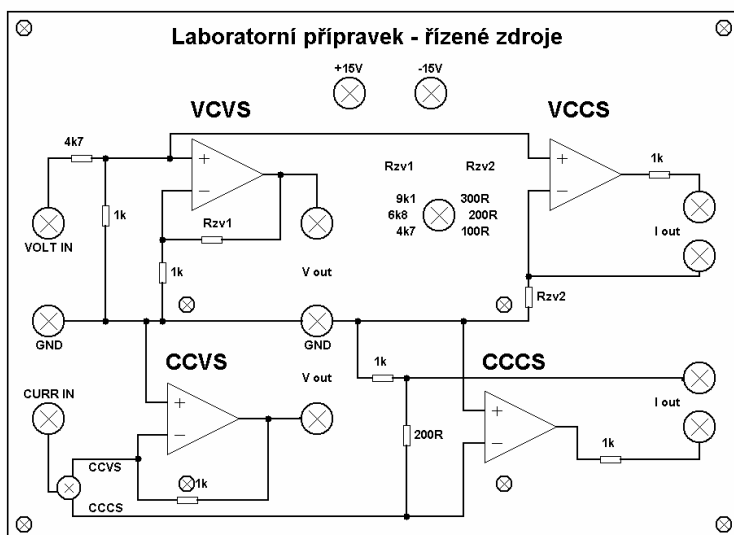 Laboratorní přípravek - řízené zdroje
+15V -15V
VCVS VCCS
4k7
+
−
+
−
1k
Rzv1 Rzv2
9k1 300R
6k8 200R
4k7 100R
1k
Rzv1
VOLT IN
I out
1k
V out
Rzv2
GND
GND
CCVS
1k
CCCS
V out
CURR IN
I out
+
−
+
−
200R
1k
CCVS
1k
CCCS